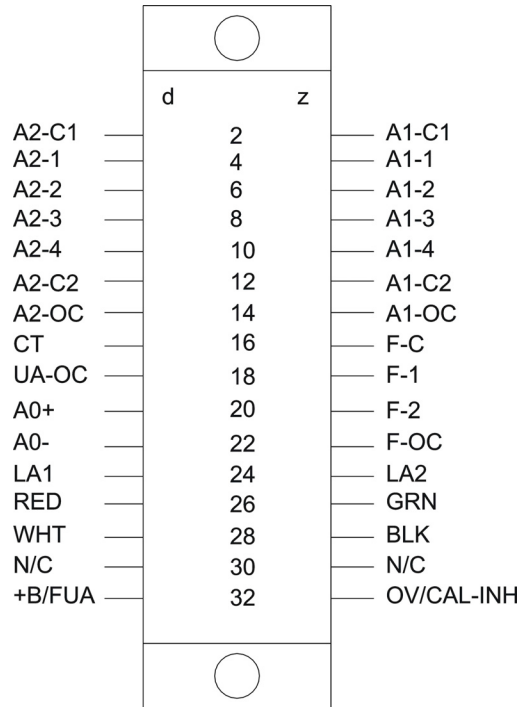 d z
A2-C1 2 A1-C1
A2-1 4 A1-1
A2-2 6 A1-2
A2-3 8 A1-3
A2-4 10 A1-4
A2-C2 12 A1-C2
A2-OC 14 A1-OC
CT 16 F-C
UA-OC 18 F-1
A0+ 20 F-2
A0- 22 F-OC
LA1 24 LA2
RED 26 GRN
WHT 28 BLK
N/C 30 N/C
+B/FUA 32 OV/CAL-INH